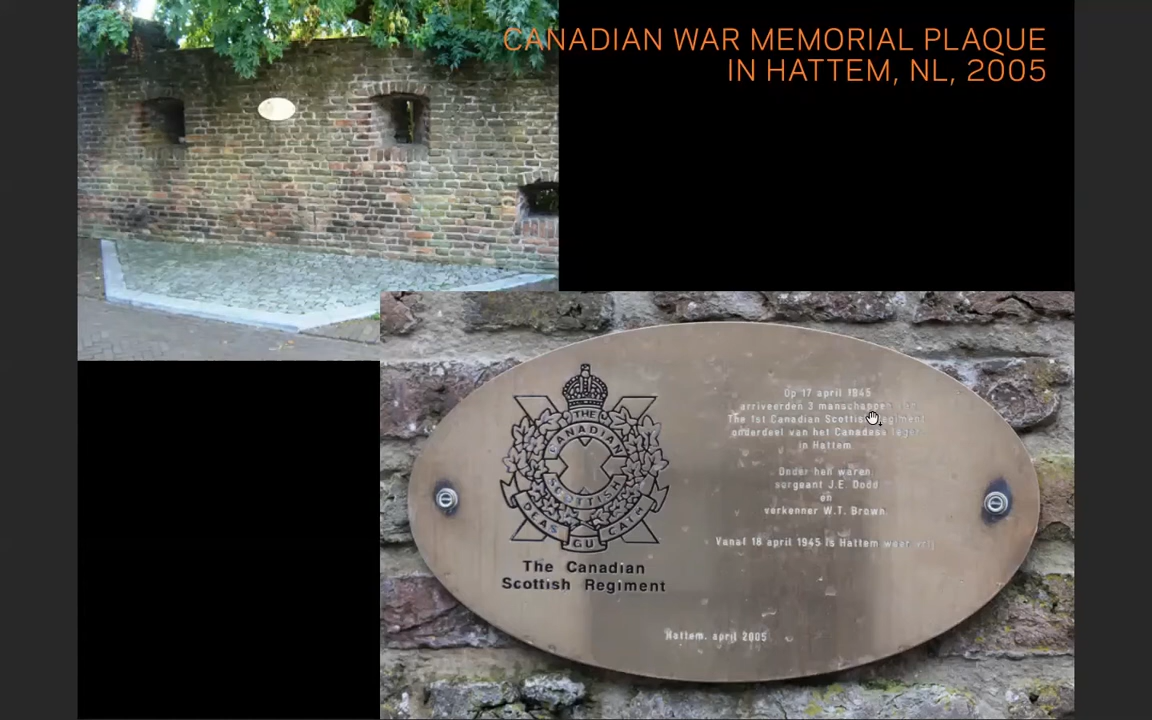 CANADIAN WAR MEMORIAL PLAQUE
IN HATTEM, NL, 2005
THE
CANADIAN
SCOTTISH
DEAS
GU
CATH
The Canadian
Scottish Regiment
Op 17 april 1945
arriveerden 3 manschappen
The 1st Canadian Scottish Regiment
onderdeel van het Canadese leger
in Hattem
Onder hen waren
sergeant J.E. Dodd
en
verkenner W.T. Brown
Vanaf 18 april 1945 is Hattem weer vrij
Hattem, april 2005